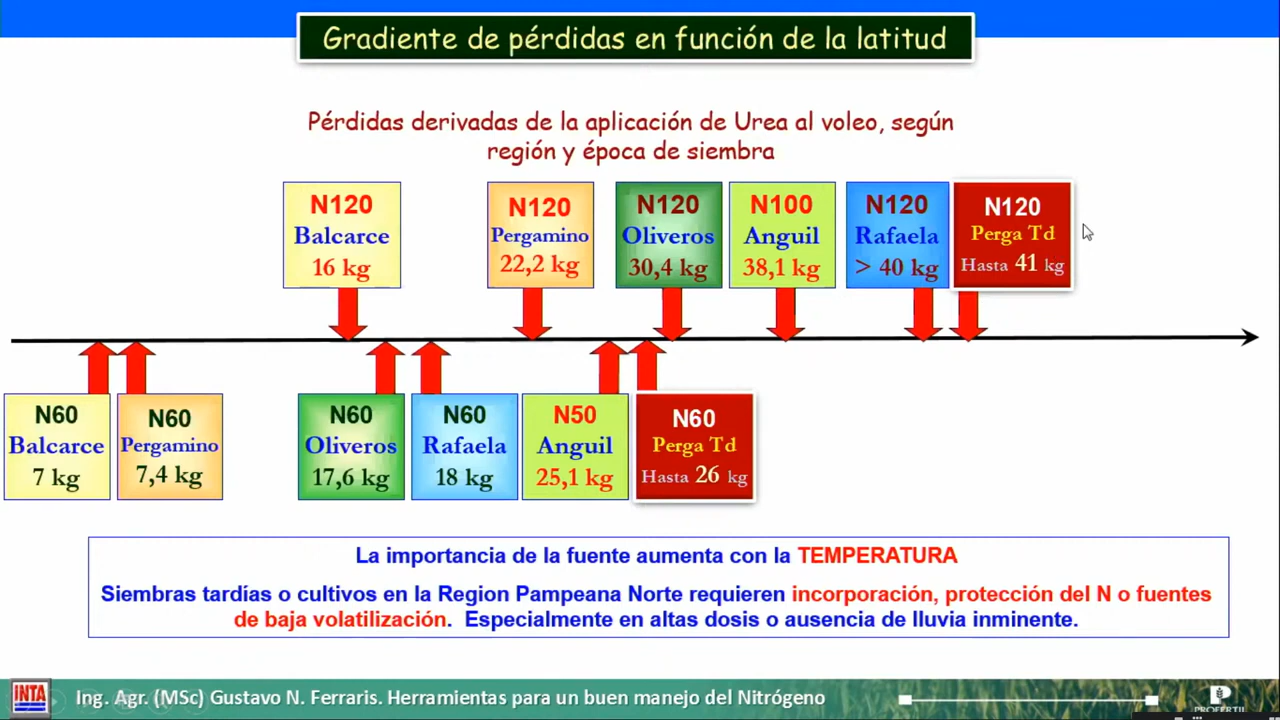 Gradiente de pérdidas en función de la latitud
Pérdidas derivadas de la aplicación de Urea al voleo, según
región y época de siembra
N120
Balcarce
16 kg
N120
Pergamino
22,2 kg
N120
Oliveros
30,4 kg
N100
Anguil
38,1 kg
N120
Rafaela
> 40 kg
N120
Perga Td
Hasta 41 kg
N60
Balcarce
7 kg
N60
Pergamino
7,4 kg
N60
Oliveros
17,6 kg
N60
Rafaela
18 kg
N50
Anguil
25,1 kg
N60
Perga Td
Hasta 26 kg
La importancia de la fuente aumenta con la TEMPERATURA
Siembras tardías o cultivos en la Region Pampeana Norte requieren incorporación, protección del N o fuentes
de baja volatilización. Especialmente en altas dosis o ausencia de lluvia inminente.
INTA
Ing. Agr. (MSc) Gustavo N. Ferraris. Herramientas para un buen manejo del Nitrógeno
PROFERTIL